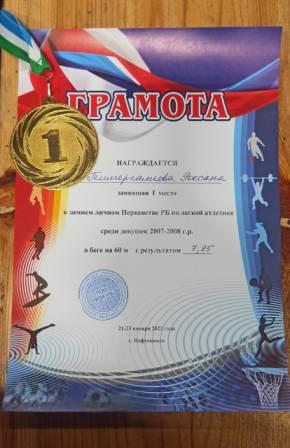 ГРАМОТА
1
НАГРАЖДАЕТСЯ
Роксана
занявшая 1 место
в зимнем личном Первенстве РБ по легкой атлетике
среди девушек 2007-2008 г.р.
в беге на 60 м с результатом 7,85
21-23 января 2022 года
г. Нефтекамск